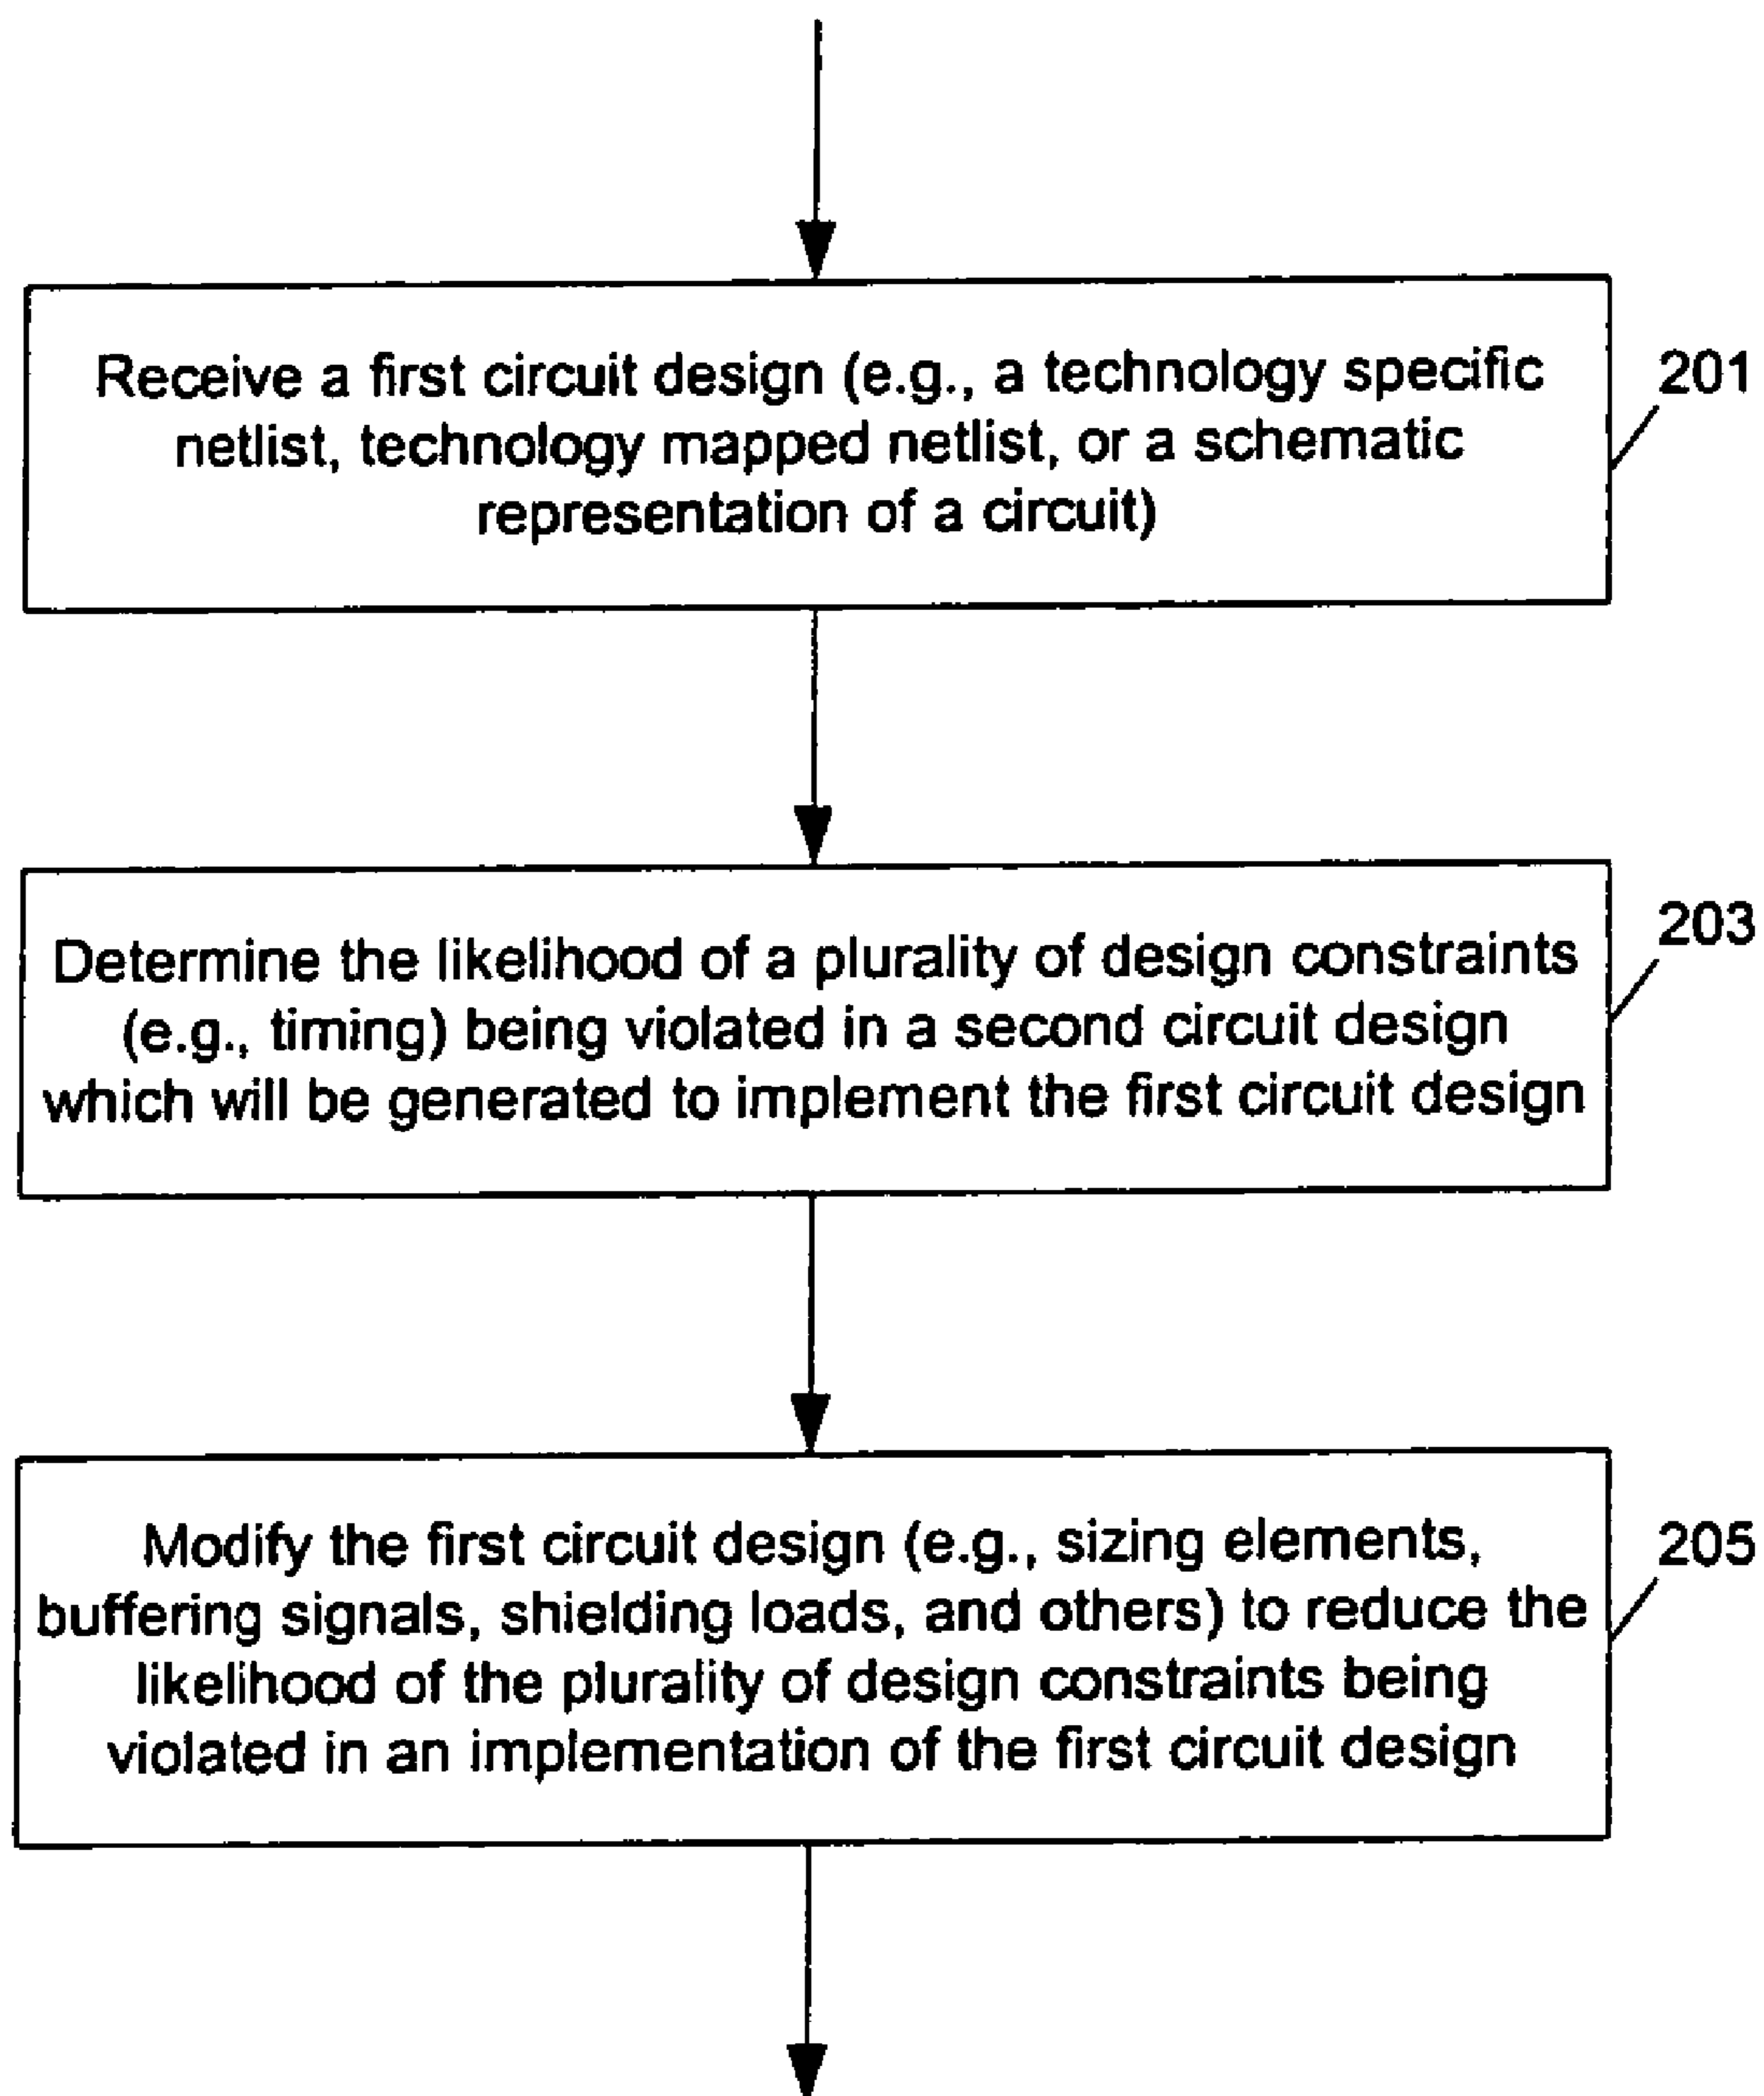 Receive a first circuit design (e.g., a technology specific
netlist, technology mapped netlist, or a schematic
representation of a circuit)
201
Determine the likelihood of a plurality of design constraints
(e.g., timing) being violated in a second circuit design
which will be generated to implement the first circuit design
203
Modify the first circuit design (e.g., sizing elements,
buffering signals, shielding loads, and others) to reduce the
likelihood of the plurality of design constraints being
violated in an implementation of the first circuit design
205